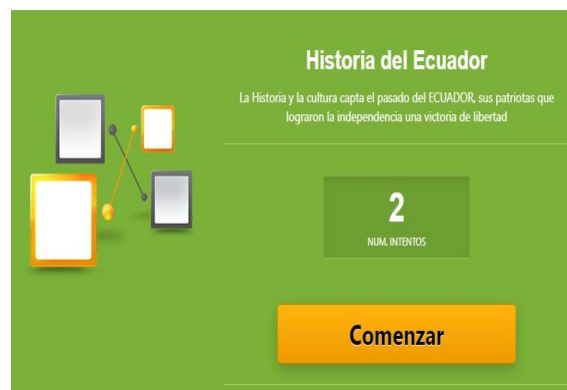 Historia del Ecuador
La Historia y la cultura capta el pasado del ECUADOR, sus patriotas que
lograron la independencia una victoria de libertad
2
NUM. INTENTOS
Comenzar